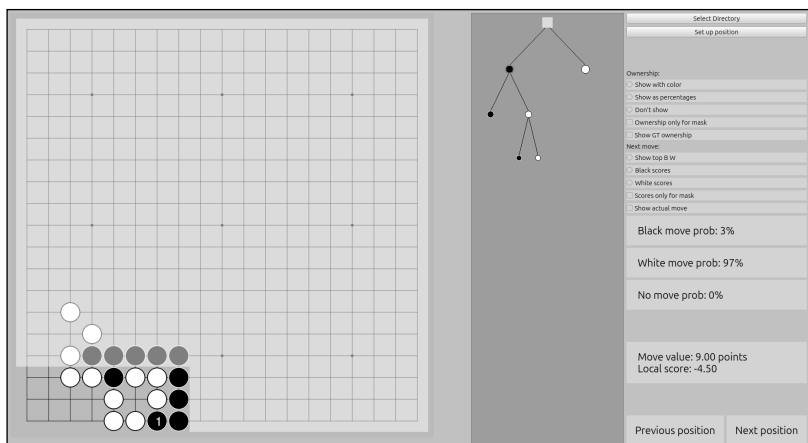 Select Directory
Set up position
Ownership:
Show with color
Show as percentages
Don't show
Ownership only for mask
Show GT ownership
Next move:
Show top B W
Black scores
White scores
Scores only for mask
Show actual move
Black move prob: 3%
White move prob: 97%
No move prob: 0%
Move value: 9.00 points
Local score: -4.50
1
Previous position
Next position